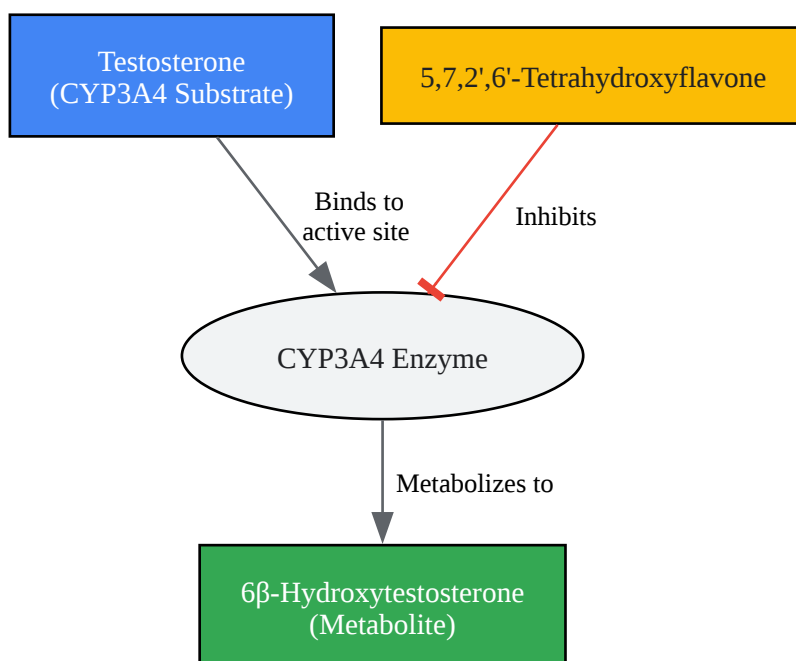 Testosterone
(CYP3A4 Substrate)
5,7,2',6'-Tetrahydroxyflavone
Binds to
active site
Inhibits
CYP3A4 Enzyme
Metabolizes to
6β-Hydroxytestosterone
(Metabolite)